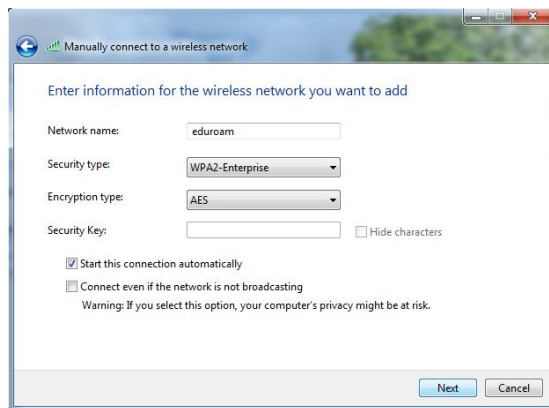 Manually connect to a wireless network
Enter information for the wireless network you want to add
Network name: eduroam
Security type: WPA2-Enterprise
Encryption type: AES
Security Key: Hide characters
Start this connection automatically
Connect even if the network is not broadcasting
Warning: If you select this option, your computer's privacy might be at risk.
Next Cancel